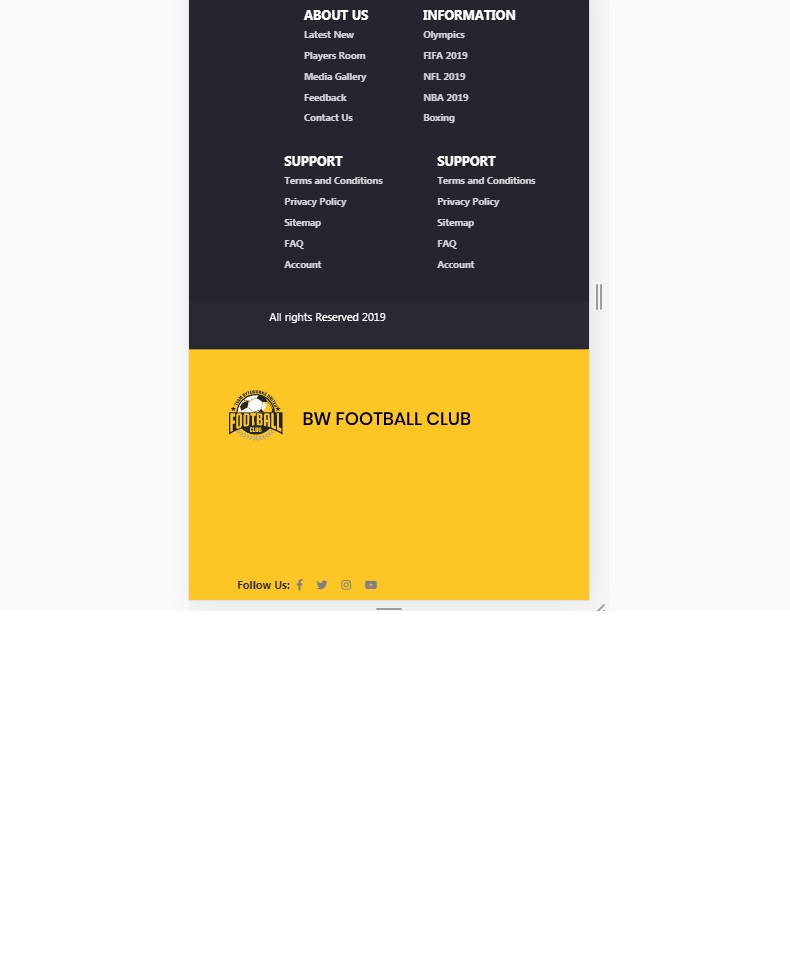 ABOUT US
Latest New
Players Room
Media Gallery
Feedback
Contact Us
INFORMATION
Olympics
FIFA 2019
NFL 2019
NBA 2019
Boxing
SUPPORT
Terms and Conditions
Privacy Policy
Sitemap
FAQ
Account
SUPPORT
Terms and Conditions
Privacy Policy
Sitemap
FAQ
Account
All rights Reserved 2019
FOOTBALL
CLUB
BW FOOTBALL CLUB
Follow Us: